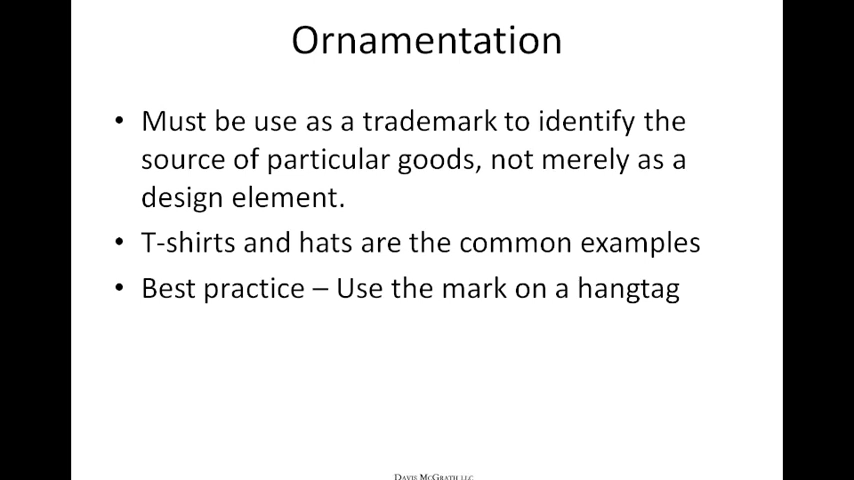 Ornamentation
• Must be use as a trademark to identify the
source of particular goods, not merely as a
design element.
• T-shirts and hats are the common examples
• Best practice – Use the mark on a hangtag
DAVIS MCGRATH LLC